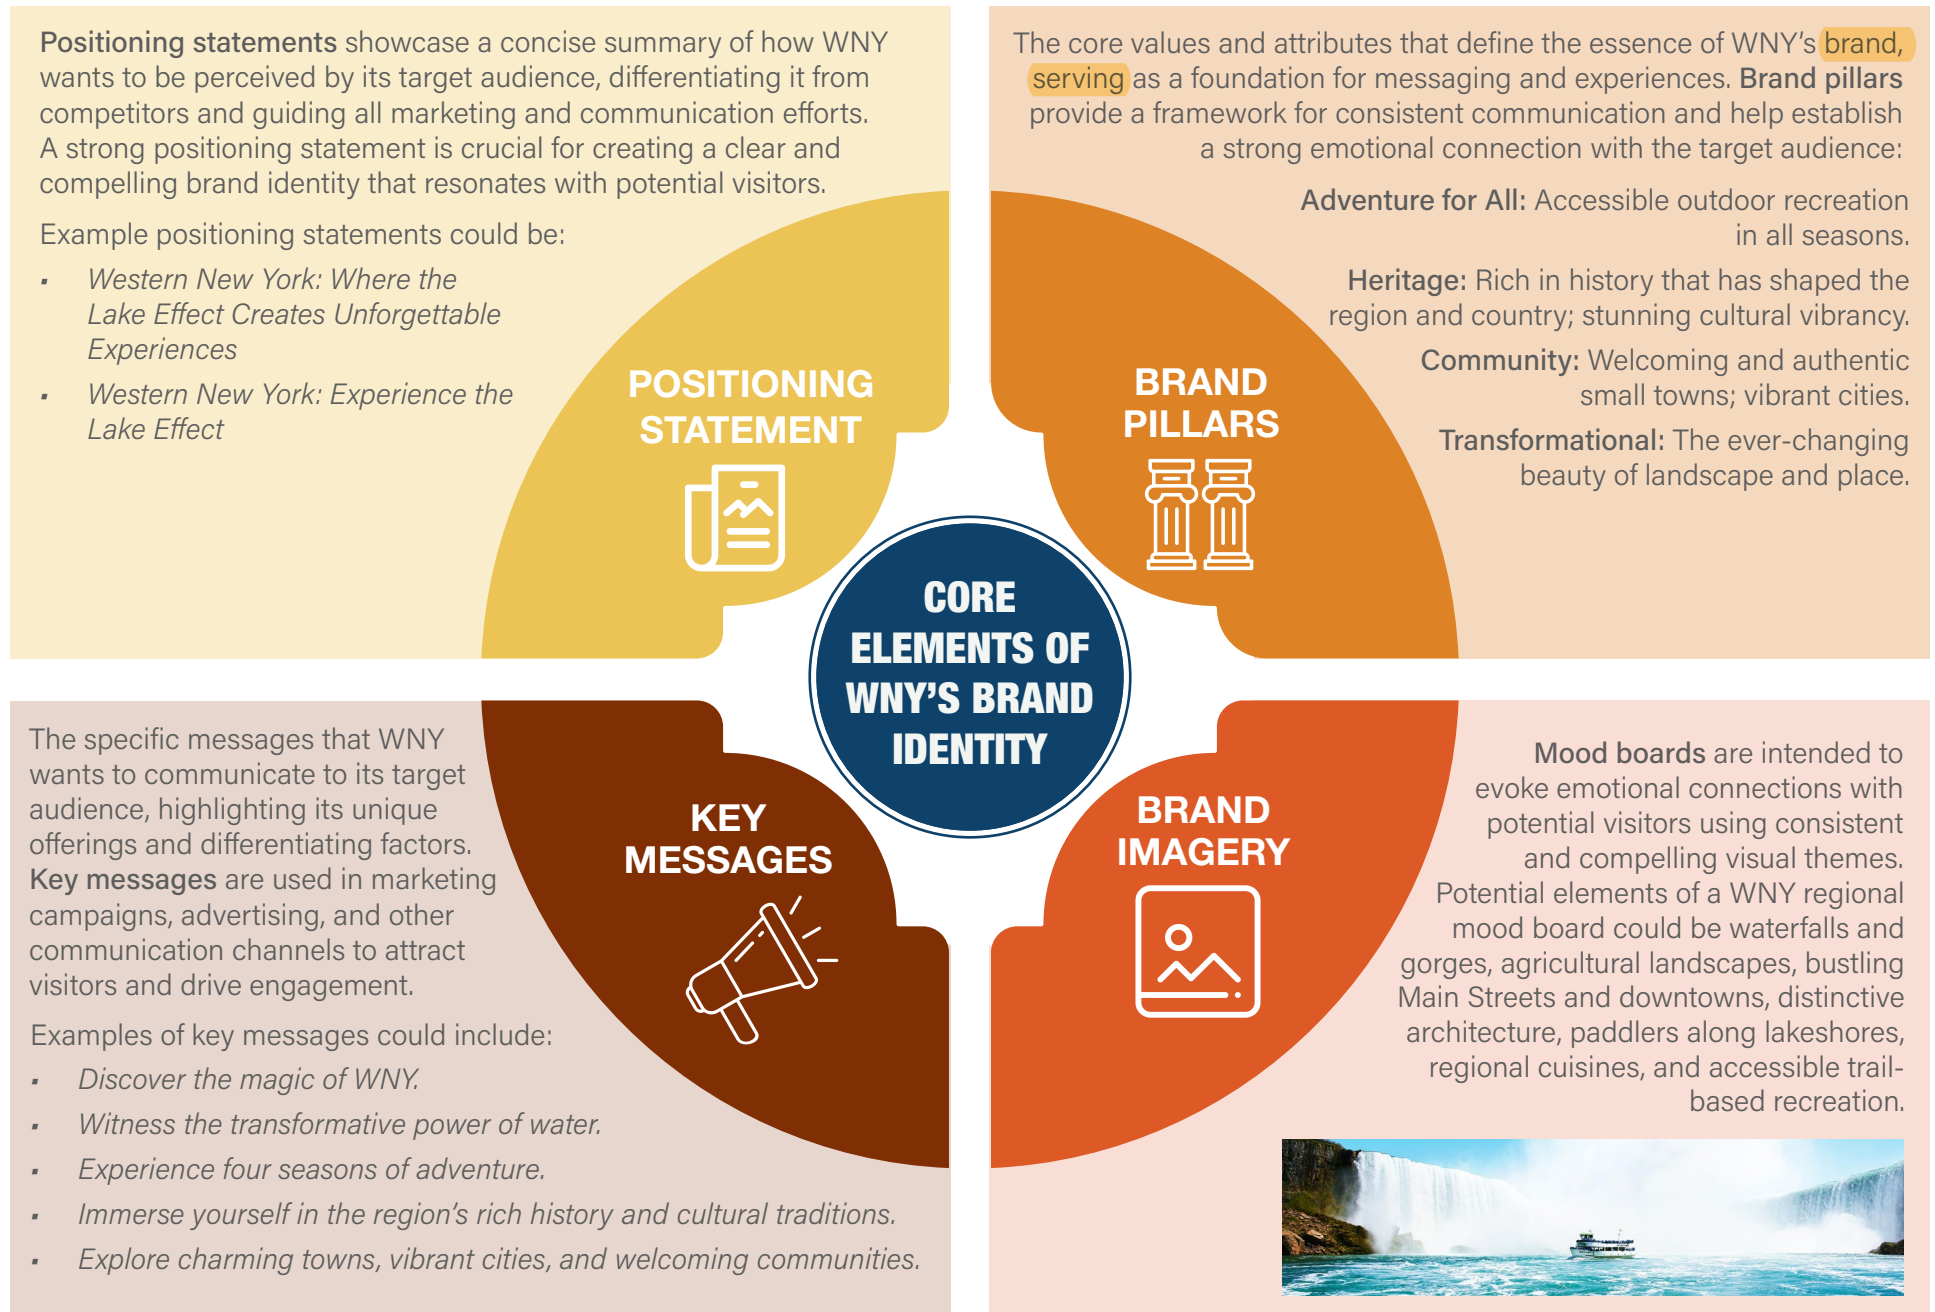 Positioning statements showcase a concise summary of how WNY
wants to be perceived by its target audience, differentiating it from
competitors and guiding all marketing and communication efforts.
A strong positioning statement is crucial for creating a clear and
compelling brand identity that resonates with potential visitors.
Example positioning statements could be:
• Western New York: Where the
Lake Effect Creates Unforgettable
Experiences
• Western New York: Experience the
Lake Effect
POSITIONING
STATEMENT
The core values and attributes that define the essence of WNY's brand,
serving as a foundation for messaging and experiences. Brand pillars
provide a framework for consistent communication and help establish
a strong emotional connection with the target audience:
Adventure for All: Accessible outdoor recreation
in all seasons.
Heritage: Rich in history that has shaped the
region and country; stunning cultural vibrancy.
Community: Welcoming and authentic
small towns; vibrant cities.
Transformational: The ever-changing
beauty of landscape and place.
BRAND
PILLARS
CORE
ELEMENTS OF
WNY'S BRAND
IDENTITY
The specific messages that WNY
wants to communicate to its target
audience, highlighting its unique
offerings and differentiating factors.
Key messages are used in marketing
campaigns, advertising, and other
communication channels to attract
visitors and drive engagement.
Examples of key messages could include:
• Discover the magic of WNY.
• Witness the transformative power of water.
• Experience four seasons of adventure.
• Immerse yourself in the region's rich history and cultural traditions.
• Explore charming towns, vibrant cities, and welcoming communities.
KEY
MESSAGES
BRAND
IMAGERY
Mood boards are intended to
evoke emotional connections with
potential visitors using consistent
and compelling visual themes.
Potential elements of a WNY regional
mood board could be waterfalls and
gorges, agricultural landscapes, bustling
Main Streets and downtowns, distinctive
architecture, paddlers along lakeshores,
regional cuisines, and accessible trail-
based recreation.